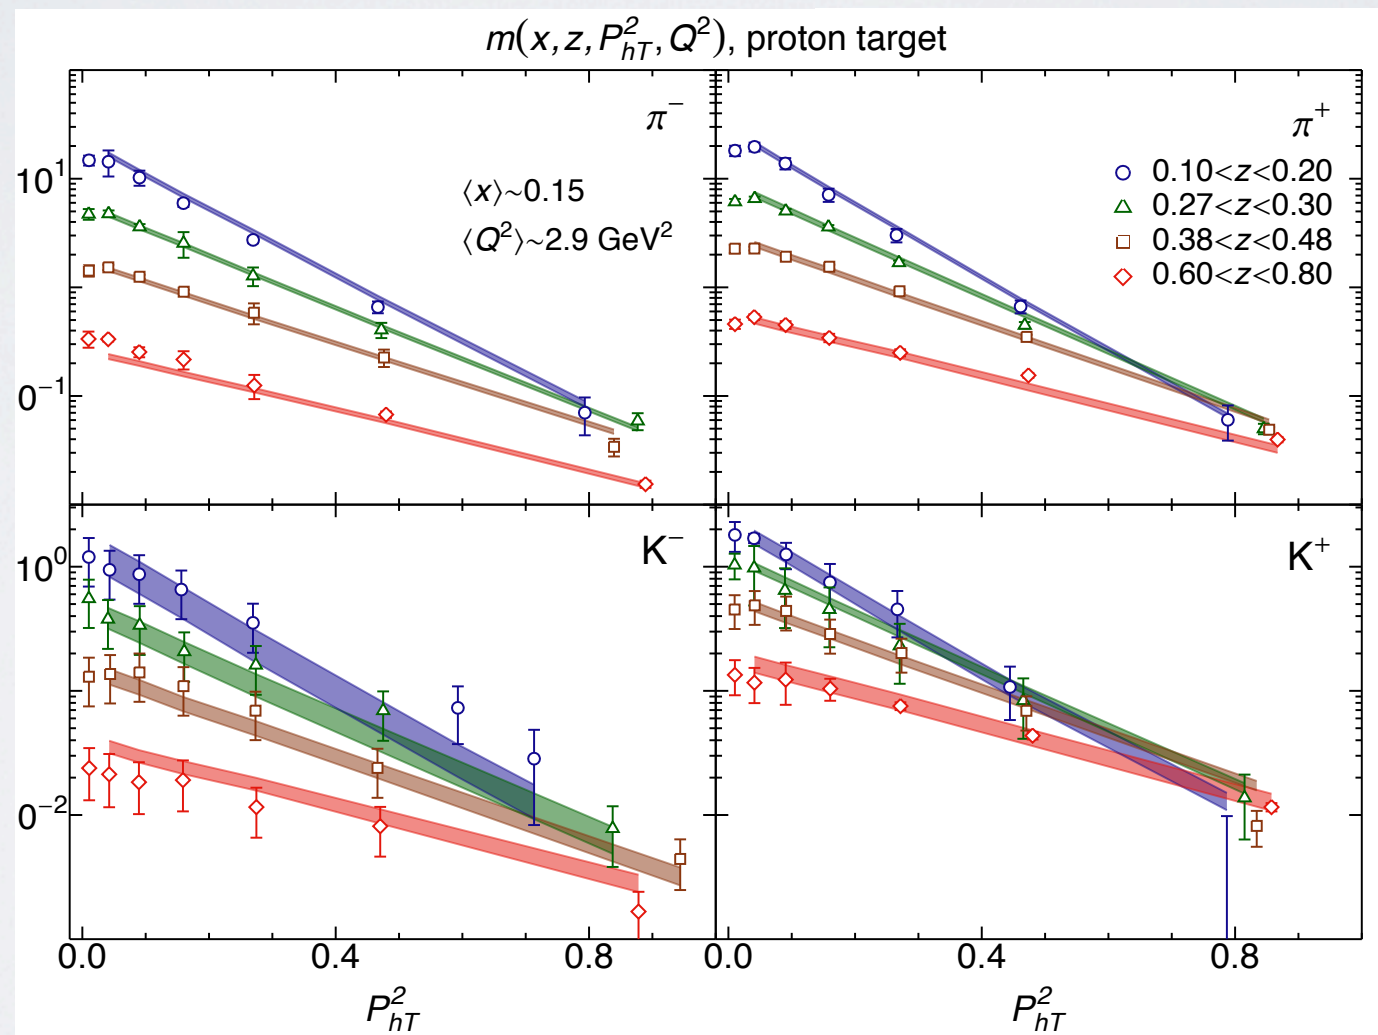 m(x, z, P²hT, Q²), proton target
π⁻
π⁺
⟨x⟩~0.15
⟨Q²⟩~2.9 GeV²
0.10<z<0.20
0.27<z<0.30
0.38<z<0.48
0.60<z<0.80
10¹
10⁻¹
K⁻
K⁺
10⁰
10⁻²
0.0 0.4 0.8 0.0 0.4 0.8
P²hT P²hT